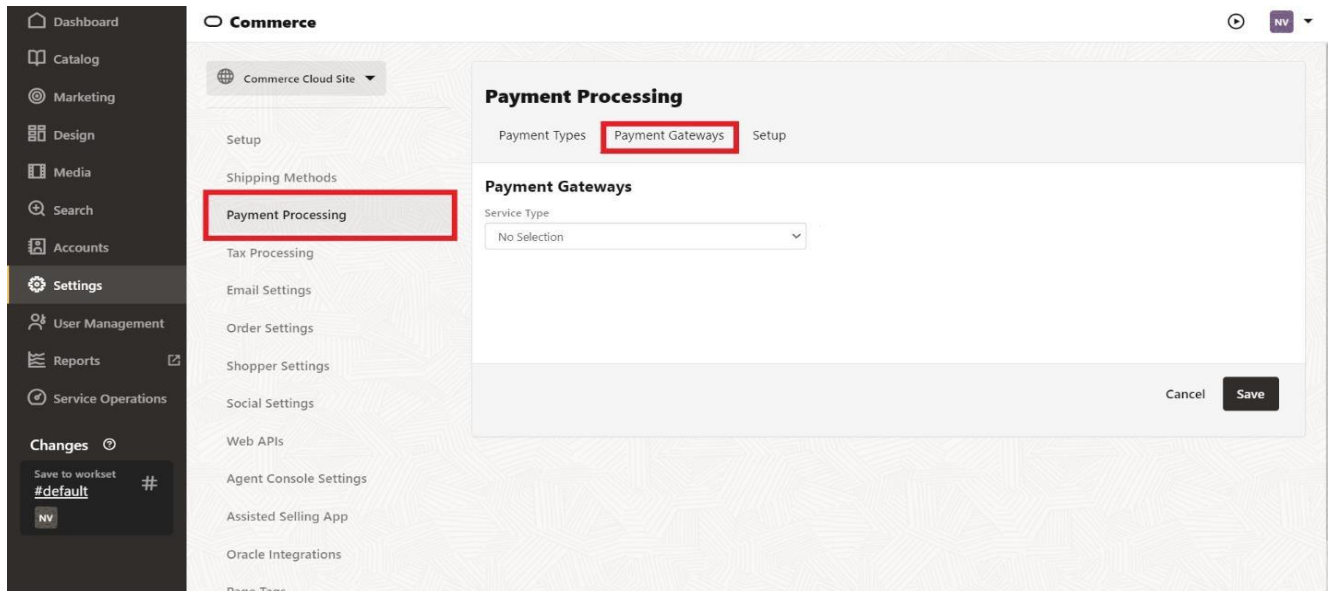 Dashboard
Catalog
Marketing
Design
Media
Search
Accounts
Settings
User Management
Reports
Service Operations
Changes
Save to workset
#default
#
NV
Commerce
NV
Commerce Cloud Site
Setup
Shipping Methods
Payment Processing
Tax Processing
Email Settings
Order Settings
Shopper Settings
Social Settings
Web APIs
Agent Console Settings
Assisted Selling App
Oracle Integrations
Page Tags
Payment Processing
Payment Types Payment Gateways Setup
Payment Gateways
Service Type
No Selection
Cancel Save